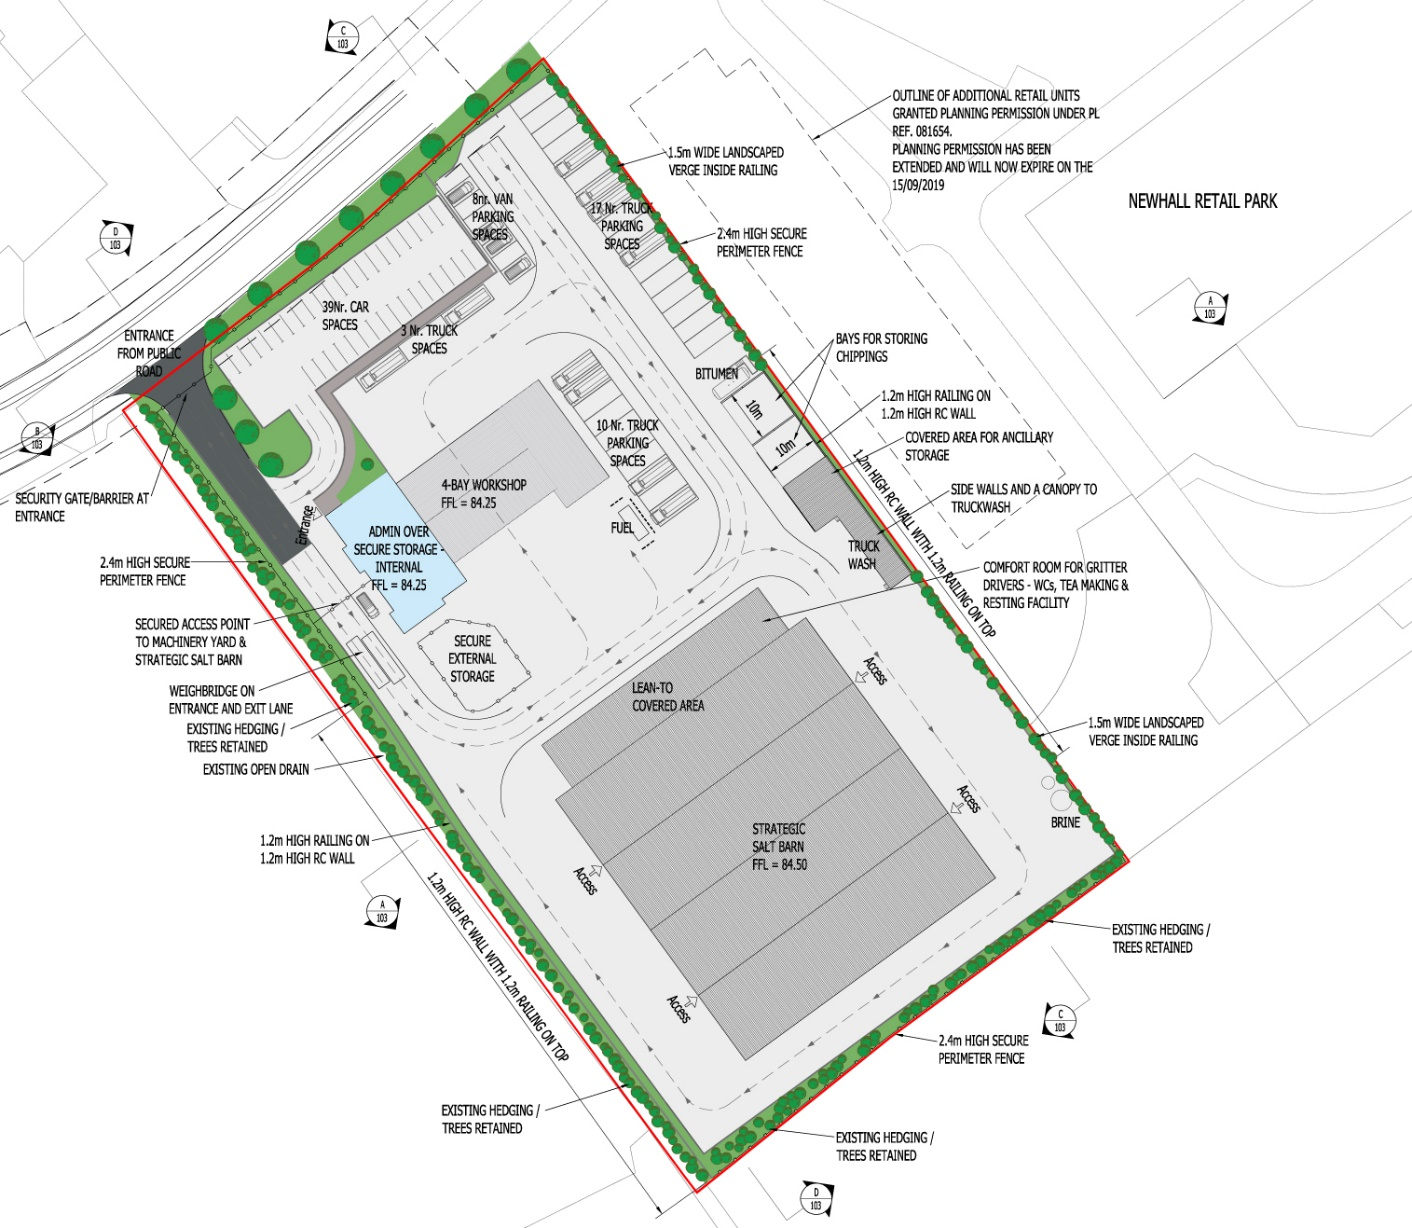 C
103
OUTLINE OF ADDITIONAL RETAIL UNITS
GRANTED PLANNING PERMISSION UNDER PL
REF. 081654.
PLANNING PERMISSION HAS BEEN
EXTENDED AND WILL NOW EXPIRE ON THE
15/09/2019
1.5m WIDE LANDSCAPED
VERGE INSIDE RAILING
NEWHALL RETAIL PARK
8nr. VAN
PARKING
SPACES
17 Nr. TRUCK
PARKING
SPACES
2.4m HIGH SECURE
PERIMETER FENCE
D
103
A
103
39Nr. CAR
SPACES
3 Nr. TRUCK
SPACES
ENTRANCE
FROM PUBLIC
ROAD
BAYS FOR STORING
CHIPPINGS
BITUMEN
10m
10m
1.2m HIGH RAILING ON
1.2m HIGH RC WALL
B
103
10 Nr. TRUCK
PARKING
SPACES
COVERED AREA FOR ANCILLARY
STORAGE
1.2m HIGH RC WALL WITH 1.2m RAILING ON TOP
SECURITY GATE/BARRIER AT
ENTRANCE
4-BAY WORKSHOP
FFL = 84.25
SIDE WALLS AND A CANOPY TO
TRUCKWASH
Entrance
FUEL
ADMIN OVER
SECURE STORAGE -
INTERNAL
FFL = 84.25
TRUCK
WASH
2.4m HIGH SECURE
PERIMETER FENCE
COMFORT ROOM FOR GRITTER
DRIVERS - WCs, TEA MAKING &
RESTING FACILITY
SECURED ACCESS POINT
TO MACHINERY YARD &
STRATEGIC SALT BARN
SECURE
EXTERNAL
STORAGE
Access
WEIGHBRIDGE ON
ENTRANCE AND EXIT LANE
LEAN-TO
COVERED AREA
EXISTING HEDGING /
TREES RETAINED
1.5m WIDE LANDSCAPED
VERGE INSIDE RAILING
EXISTING OPEN DRAIN
Access
BRINE
1.2m HIGH RAILING ON
1.2m HIGH RC WALL
STRATEGIC
SALT BARN
FFL = 84.50
Access
1.2m HIGH RC WALL WITH 1.2m RAILING ON TOP
A
103
EXISTING HEDGING /
TREES RETAINED
Access
C
103
2.4m HIGH SECURE
PERIMETER FENCE
EXISTING HEDGING /
TREES RETAINED
EXISTING HEDGING /
TREES RETAINED
D
103